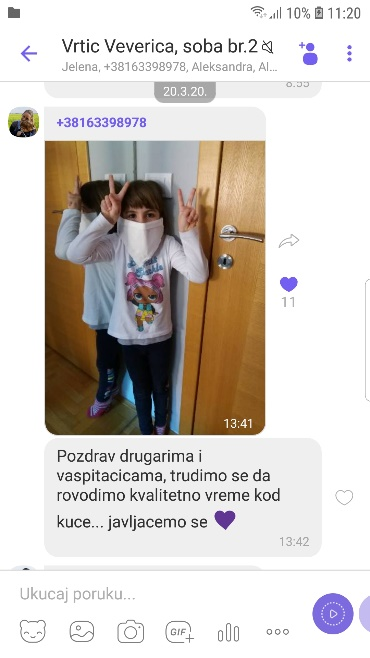 10% 11:20
Vrtic Veverica, soba br.2
Jelena, +38163398978, Aleksandra, Al...
8:55
20.3.20.
+38163398978
11
13:41
Pozdrav drugarima i
vaspitacicama, trudimo se da
rovodimo kvalitetno vreme kod
kuce... javljacemo se
13:42
Ukucaj poruku...
GIF